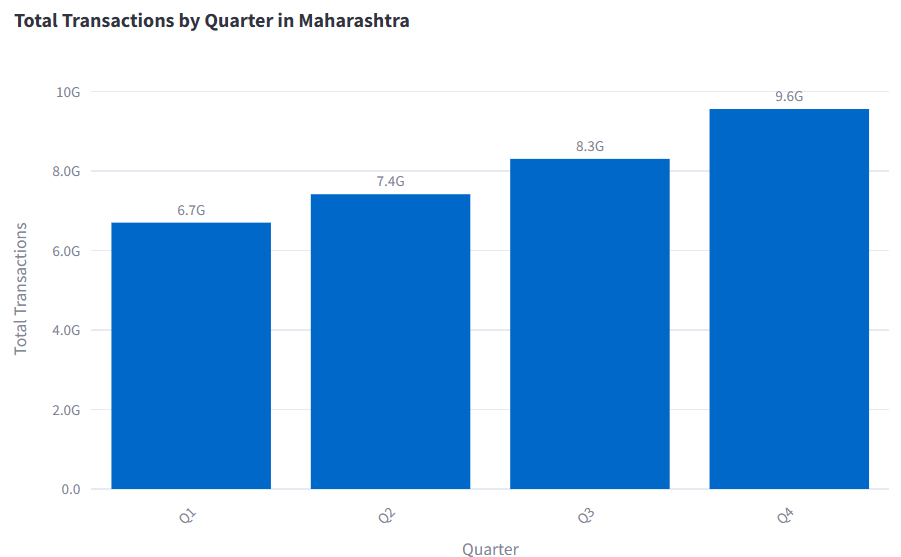 Total Transactions by Quarter in Maharashtra
10G
8.0G
6.0G
4.0G
2.0G
0.0
Total Transactions
6.7G
7.4G
8.3G
9.6G
Q1
Q2
Q3
Q4
Quarter